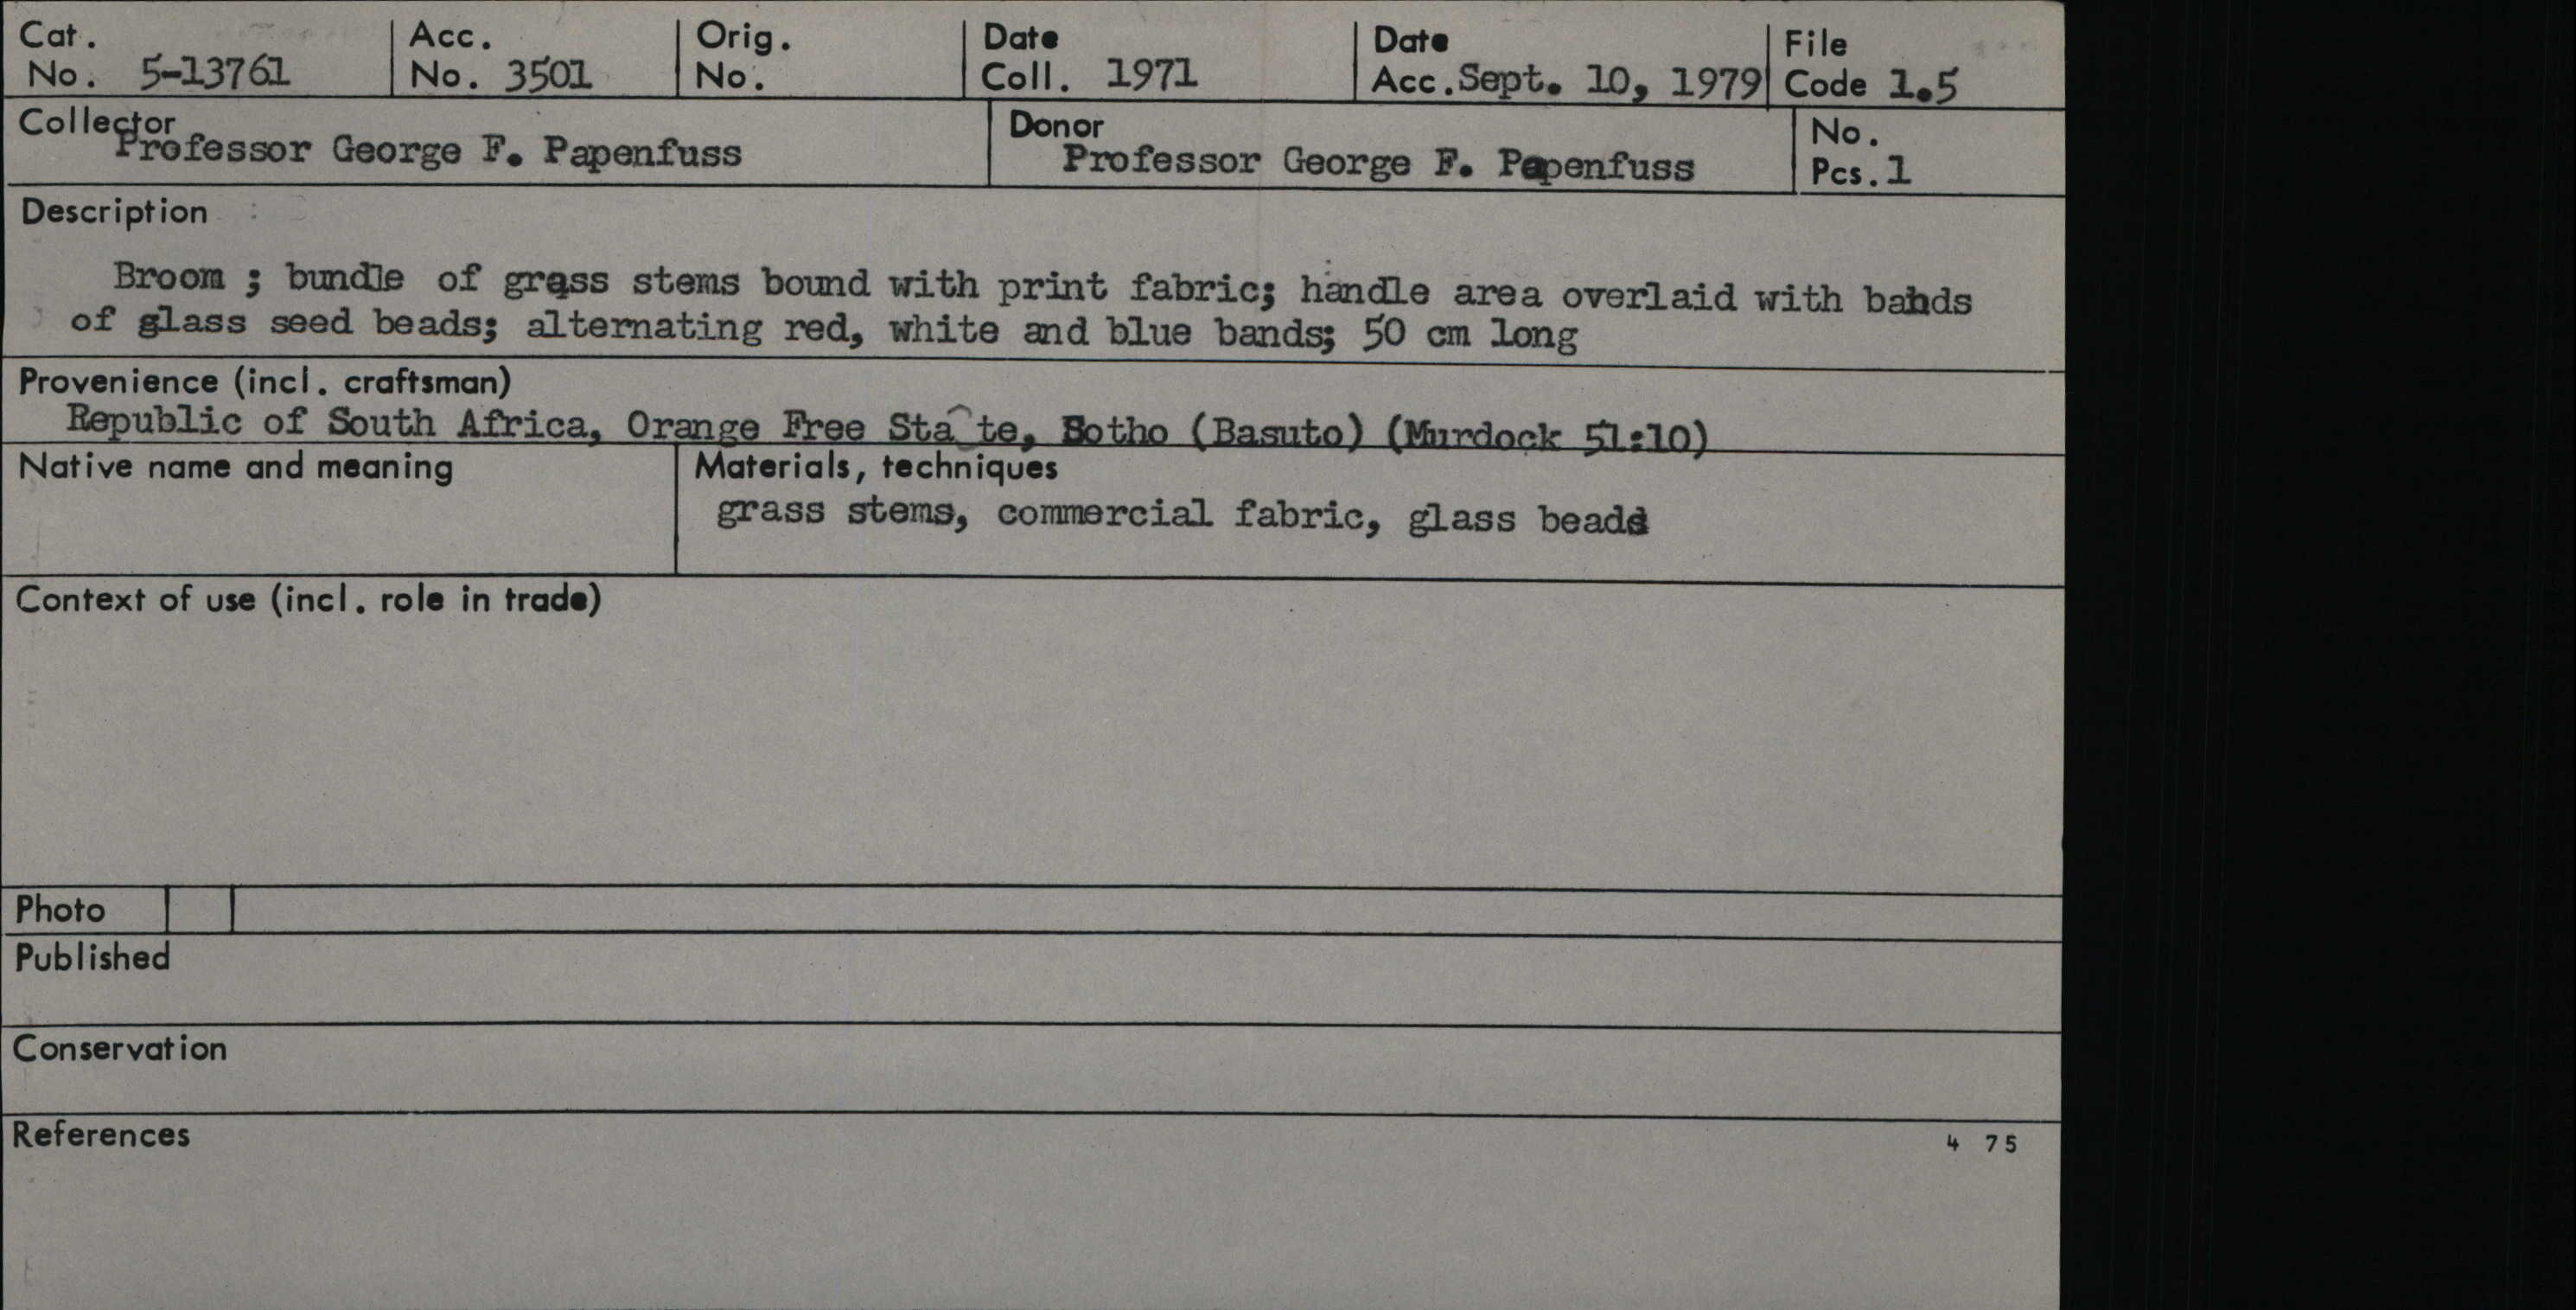 Cat. No. 5-13761
Acc. No. 3501
Orig. No.
Date Coll. 1971
Date Acc. Sept. 10, 1979
File Code 1.5
Collector
Professor George F. Papenfuss
Donor
Professor George F. Papenfuss
No. Pcs. 1
Description
Broom ; bundle of grass stems bound with print fabric; handle area overlaid with bands
of glass seed beads; alternating red, white and blue bands; 50 cm long
Provenience (incl. craftsman)
Republic of South Africa, Orange Free State, Sotho (Basuto) (Murdock 51:10)
Native name and meaning
Materials, techniques
grass stems, commercial fabric, glass beads
Context of use (incl. role in trade)
Photo
Published
Conservation
References
4 75